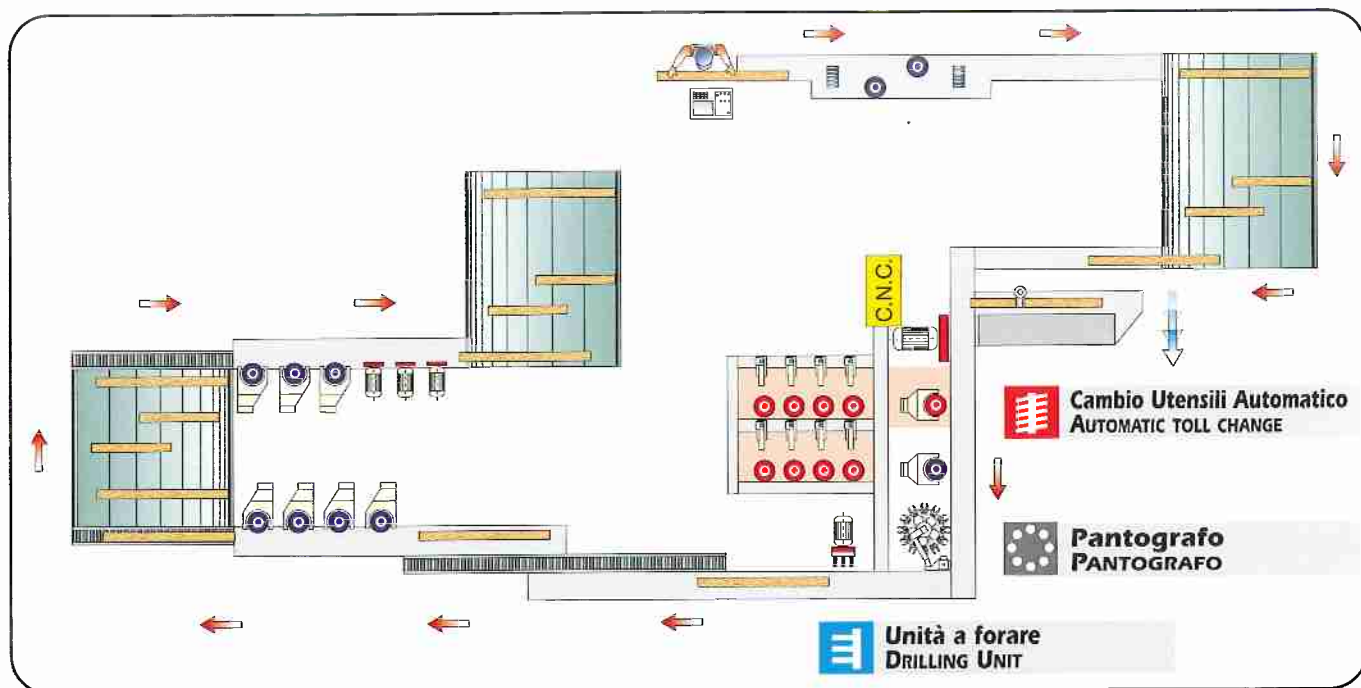 C.N.C.
Cambio Utensili Automatico
AUTOMATIC TOLL CHANGE
Pantografo
PANTOGRAFO
Unità a forare
DRILLING UNIT